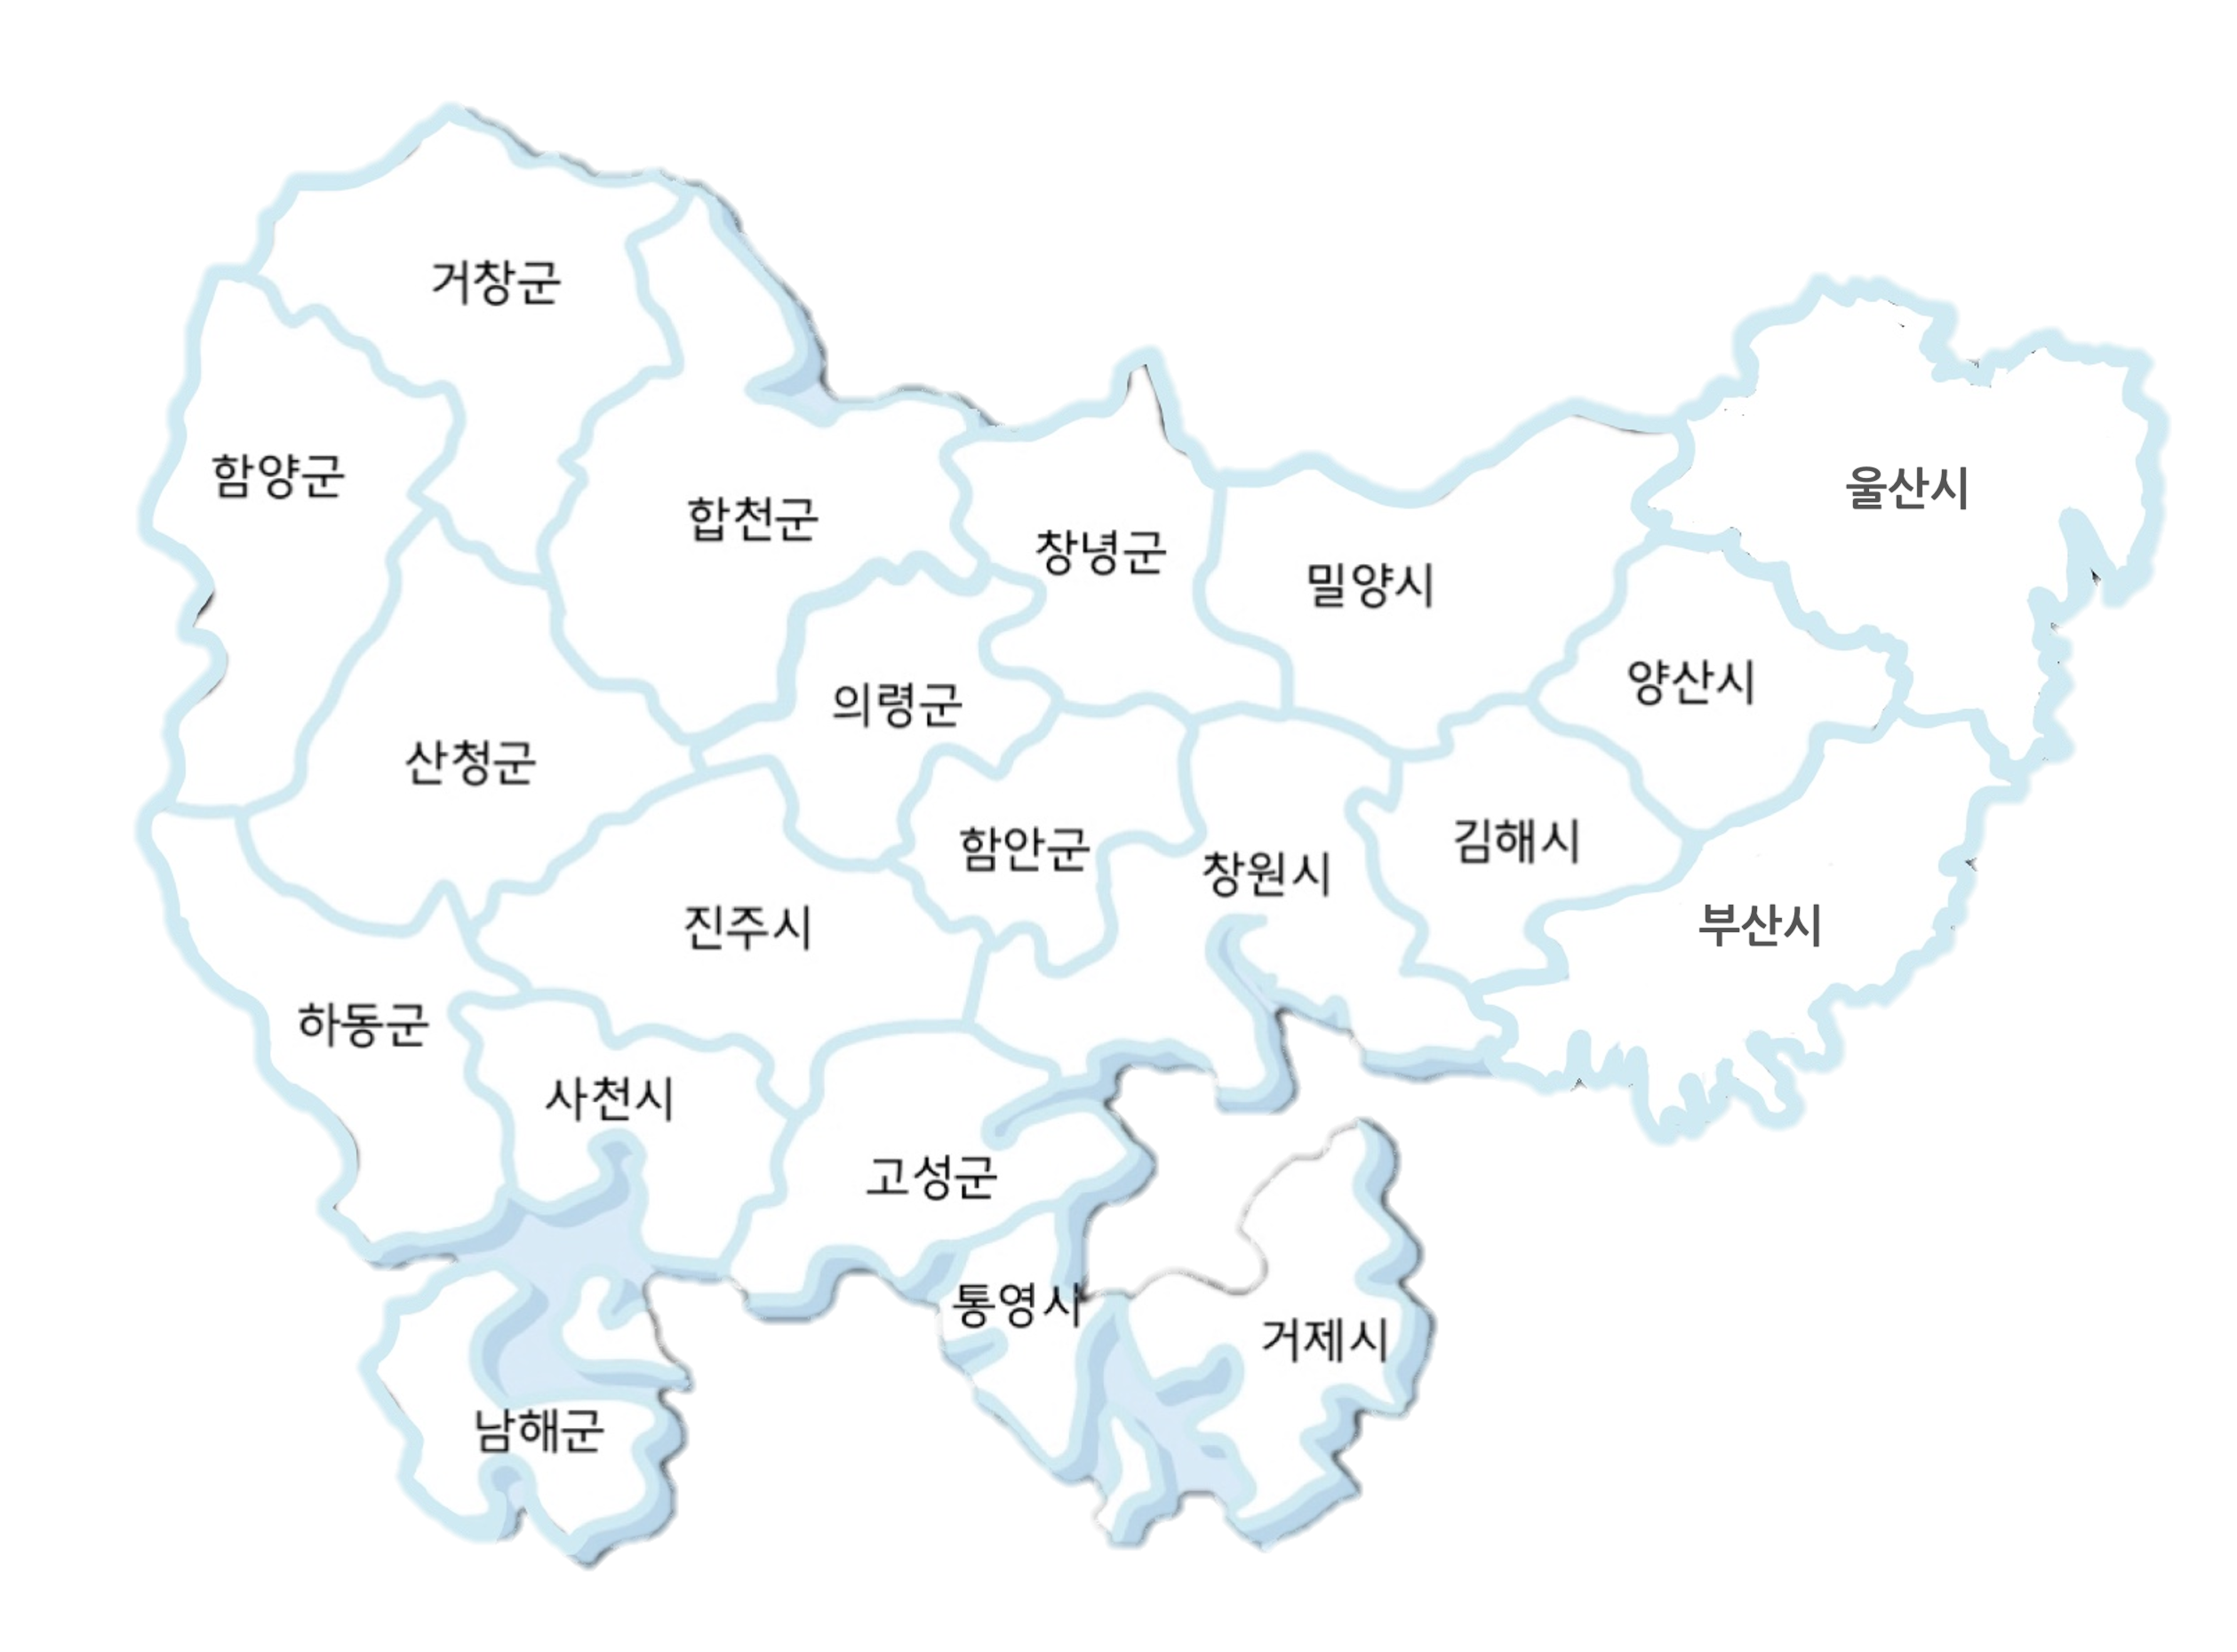 거창군
함양군
합천군
울산시
창녕군
밀양시
의령군
양산시
산청군
함안군
창원시
김해시
진주시
부산시
하동군
사천시
고성군
통영시
거제시
남해군